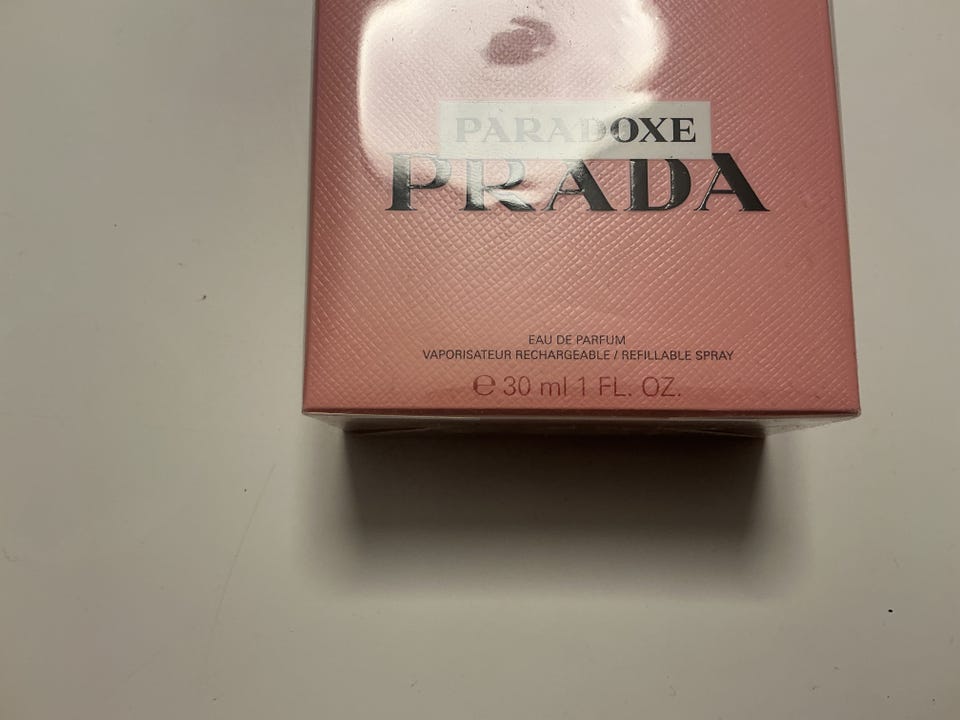 PARADOXE
PRADA
EAU DE PARFUM
VAPORISATEUR RECHARGEABLE / REFILLABLE SPRAY
℮ 30 ml 1 FL. OZ.